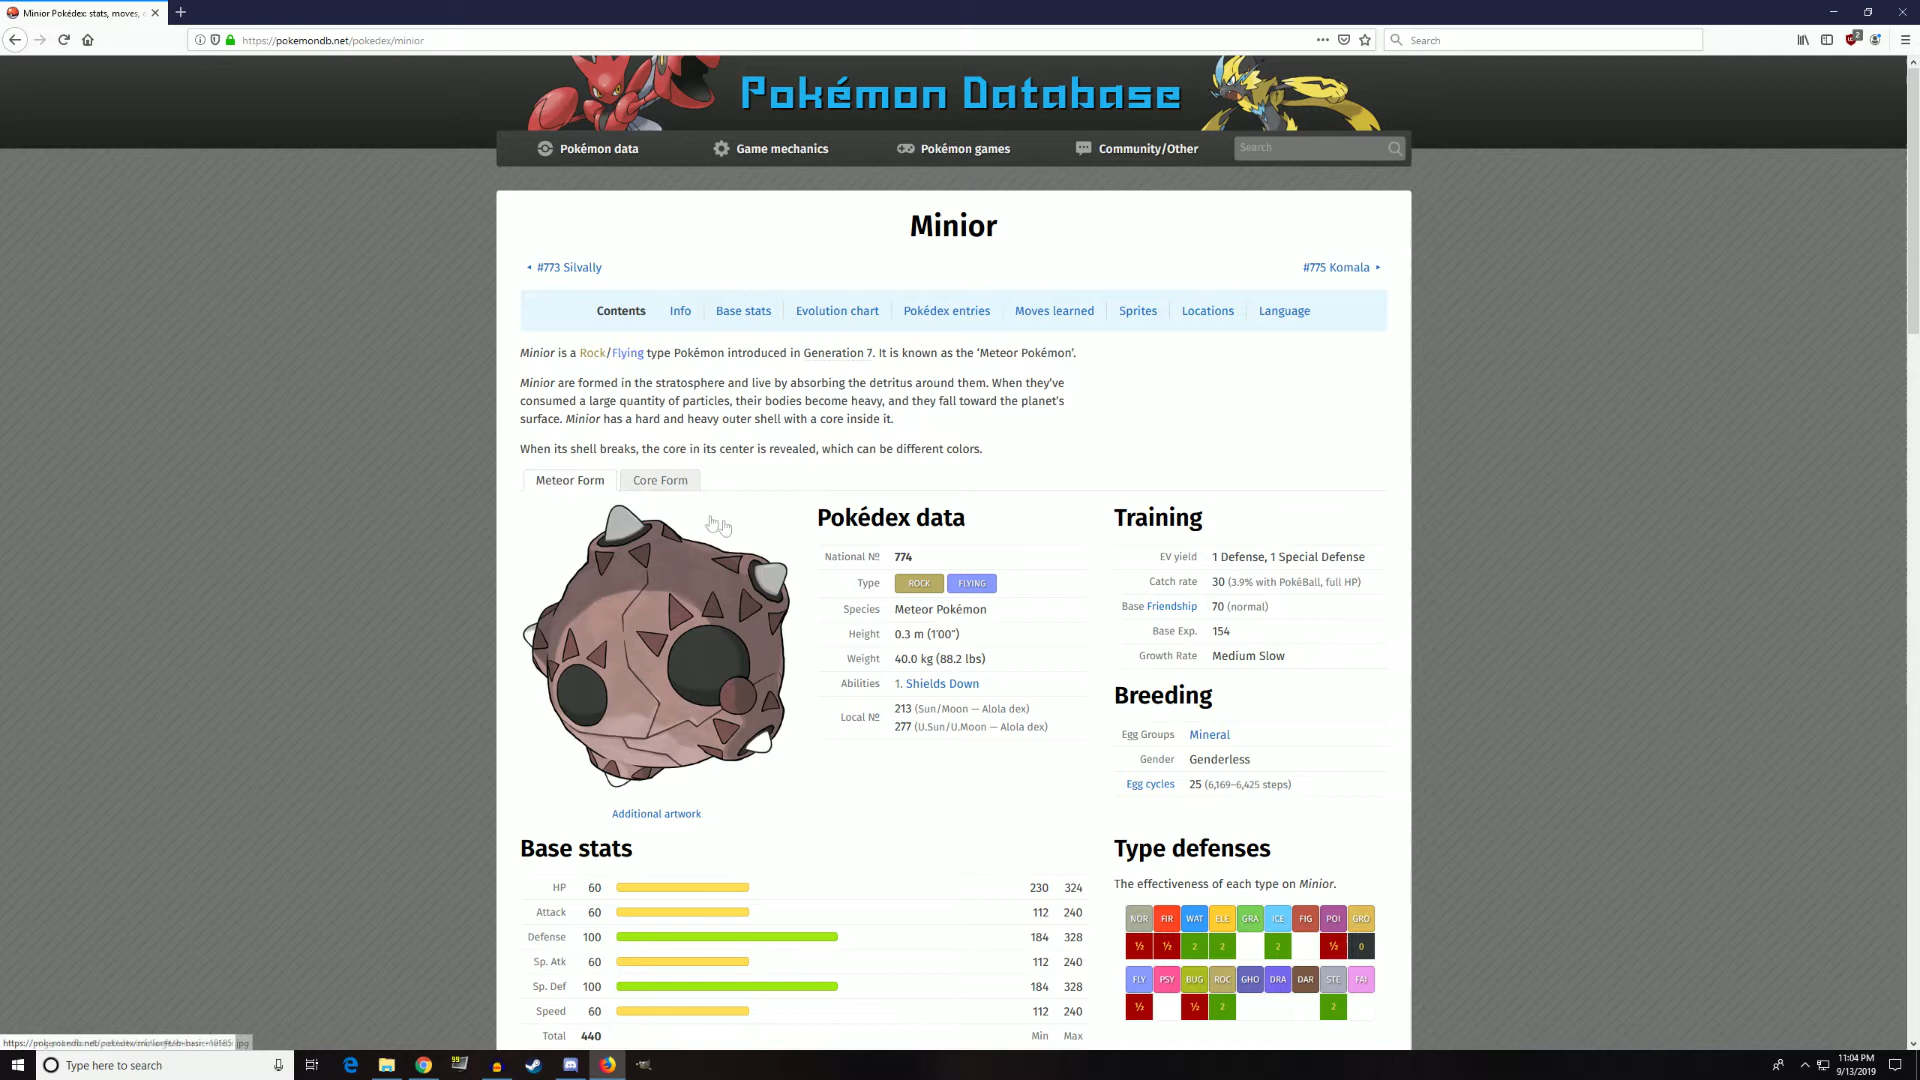 Minior Pokédex: stats, moves, e
https://pokemondb.net/pokedex/minior
Search
2
Pokémon Database
Pokémon data
Game mechanics
Pokémon games
Community/Other
Search
Minior
#773 Silvally
#775 Komala
Contents Info Base stats Evolution chart Pokédex entries Moves learned Sprites Locations Language
Minior is a Rock/Flying type Pokémon introduced in Generation 7. It is known as the ‘Meteor Pokémon’.
Minior are formed in the stratosphere and live by absorbing the detritus around them. When they’ve
consumed a large quantity of particles, their bodies become heavy, and they fall toward the planet’s
surface. Minior has a hard and heavy outer shell with a core inside it.
When its shell breaks, the core in its center is revealed, which can be different colors.
Meteor Form
Core Form
Additional artwork
Pokédex data
National № 774
Type ROCK FLYING
Species Meteor Pokémon
Height 0.3 m (1′00″)
Weight 40.0 kg (88.2 lbs)
Abilities 1. Shields Down
Local № 213 (Sun/Moon — Alola dex)
277 (U.Sun/U.Moon — Alola dex)
Training
EV yield 1 Defense, 1 Special Defense
Catch rate 30 (3.9% with PokéBall, full HP)
Base Friendship 70 (normal)
Base Exp. 154
Growth Rate Medium Slow
Breeding
Egg Groups Mineral
Gender Genderless
Egg cycles 25 (6,169–6,425 steps)
Base stats
HP 60 230 324
Attack 60 112 240
Defense 100 184 328
Sp. Atk 60 112 240
Sp. Def 100 184 328
Speed 60 112 240
Total 440 Min Max
Type defenses
The effectiveness of each type on Minior.
NOR FIR WAT ELE GRA ICE FIG POI GRO
½ ½ 2 2 2 ½ 0
FLY PSY BUG ROC GHO DRA DAR STE FAI
½ ½ 2 2
Type here to search
99
11:04 PM
9/13/2019